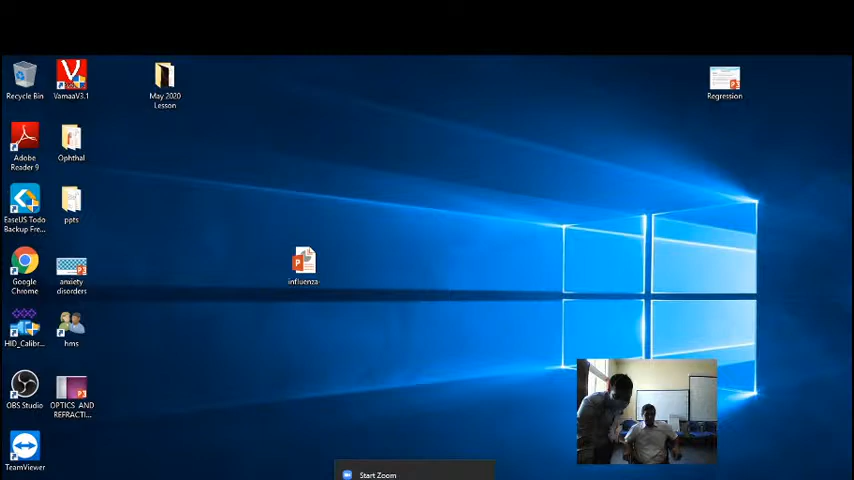 Recycle Bin
VamaaV3.1
May 2020
Lesson
Regression
Adobe
Reader 9
Ophthal
EaseUS Todo
Backup Fre...
ppts
influenza
Google
Chrome
anxiety
disorders
HID_Calibr...
hms
OBS Studio
OPTICS AND
REFRACTI...
TeamViewer
Start Zoom